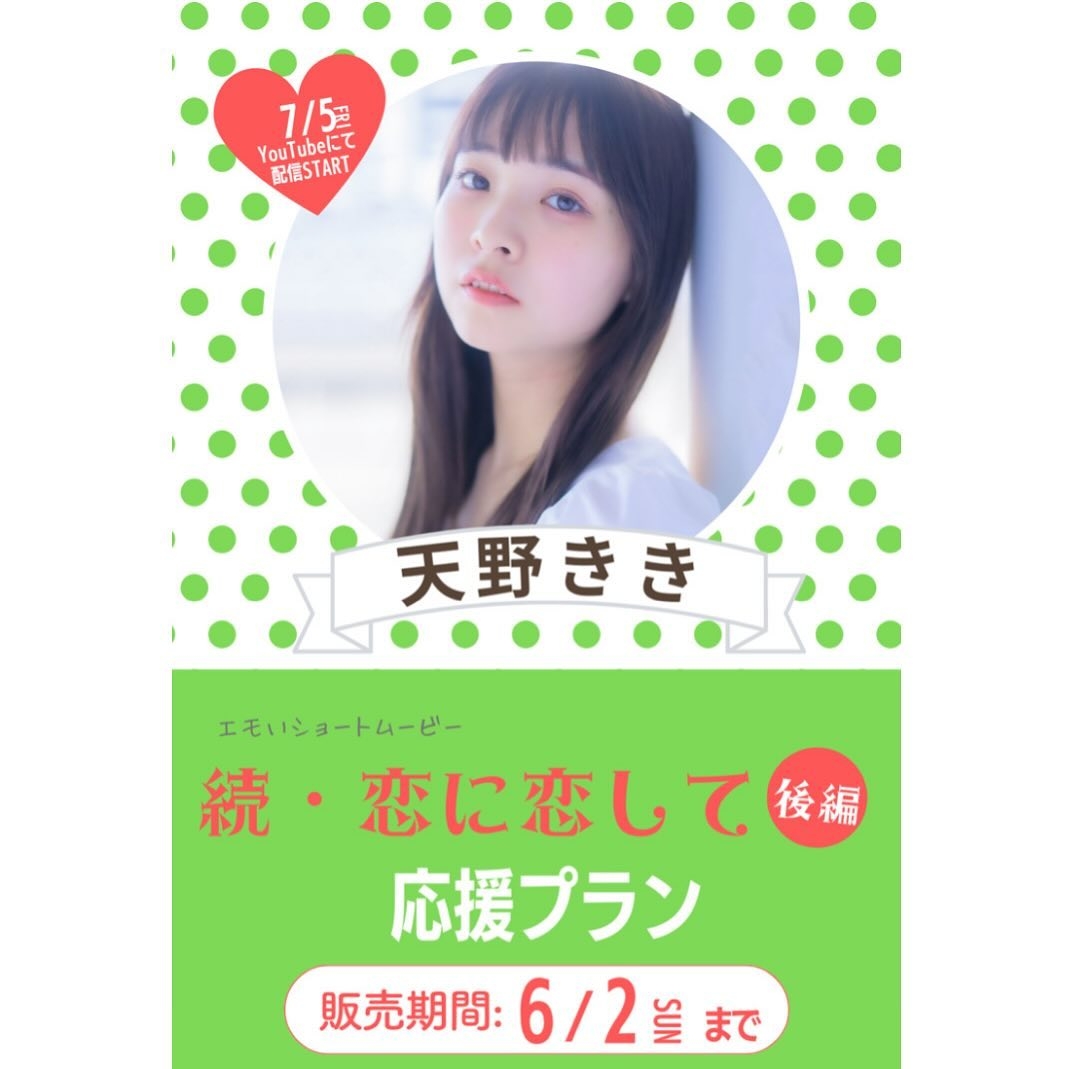 7/5 FRI
YouTubeにて
配信START
天野きき
エモいショートムービー
続・恋に恋して 後編
応援プラン
販売期間: 6/2 SUN まで